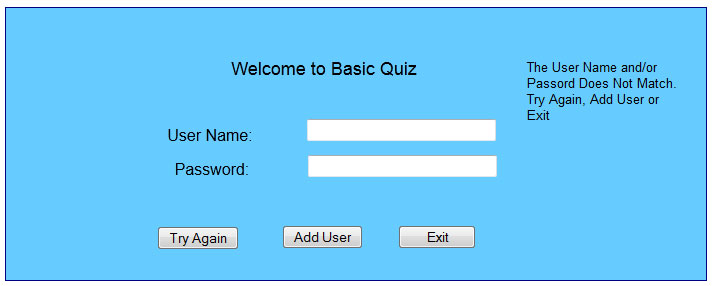 Welcome to Basic Quiz
The User Name and/or
Passord Does Not Match.
Try Again, Add User or
Exit
User Name:
Password:
Try Again
Add User
Exit